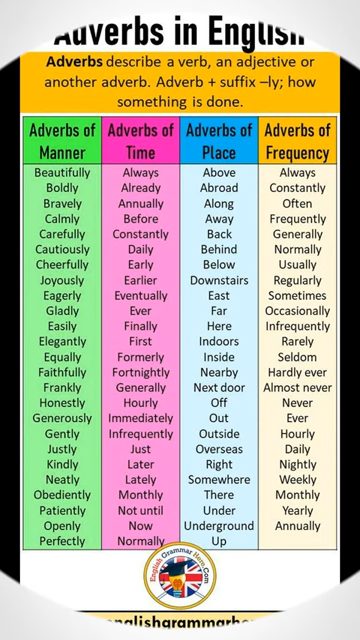 Adverbs in English
Adverbs describe a verb, an adjective or
another adverb. Adverb + suffix –ly; how
something is done.
Adverbs of Manner Adverbs of Time Adverbs of Place Adverbs of Frequency
Beautifully Always Above Always
Boldly Already Abroad Constantly
Bravely Annually Along Often
Calmly Before Away Frequently
Carefully Constantly Back Generally
Cautiously Daily Behind Normally
Cheerfully Early Below Usually
Joyously Earlier Downstairs Regularly
Eagerly Eventually East Sometimes
Gladly Ever Far Occasionally
Easily Finally Here Infrequently
Elegantly First Indoors Rarely
Equally Formerly Inside Seldom
Faithfully Fortnightly Nearby Hardly ever
Frankly Generally Next door Almost never
Honestly Hourly Off Never
Generously Immediately Out Ever
Gently Infrequently Outside Hourly
Justly Just Overseas Daily
Kindly Later Right Nightly
Neatly Lately Somewhere Weekly
Obediently Monthly There Monthly
Patiently Not until Under Yearly
Openly Now Underground Annually
Perfectly Normally Up
English Grammar Here.Com